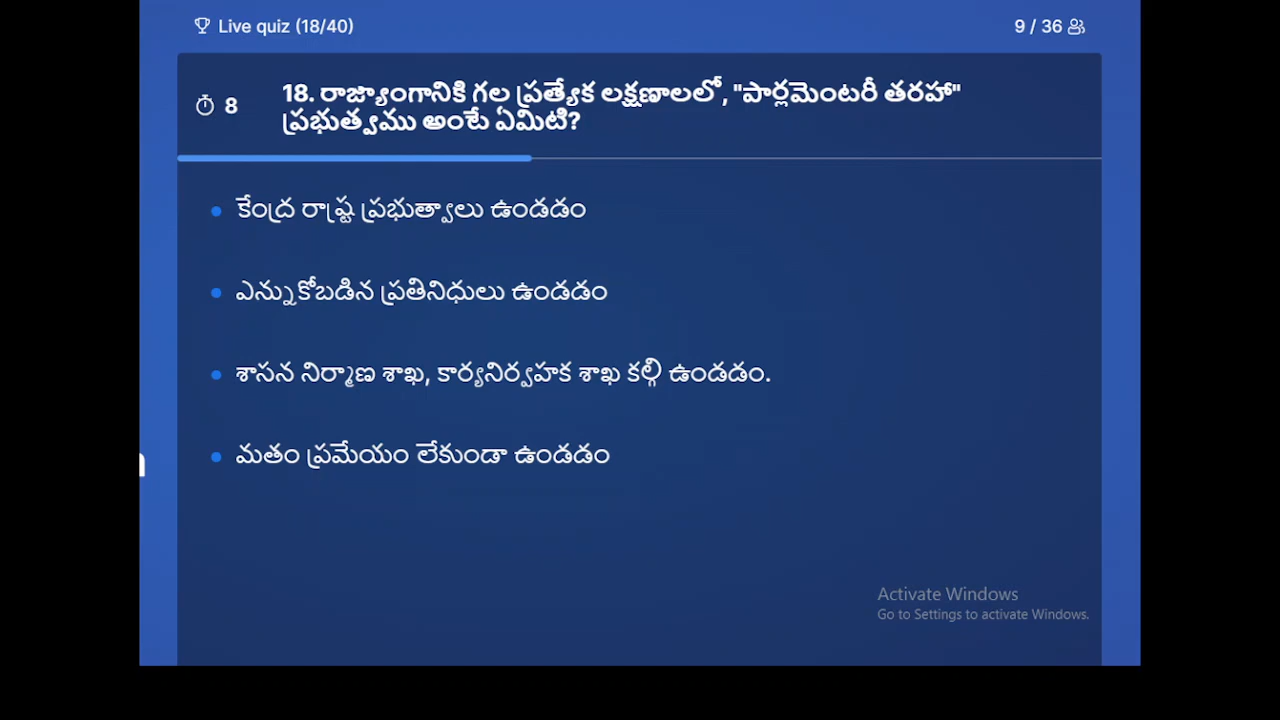 Live quiz (18/40)
9 / 36
8
18. రాజ్యాంగానికి గల ప్రత్యేక లక్షణాలలో, "పార్లమెంటరీ తరహా"
ప్రభుత్వము అంటే ఏమిటి?
కేంద్ర రాష్ట్ర ప్రభుత్వాలు ఉండడం
ఎన్నుకోబడిన ప్రతినిధులు ఉండడం
శాసన నిర్మాణ శాఖ, కార్యనిర్వహక శాఖ కల్గి ఉండడం.
మతం ప్రమేయం లేకుండా ఉండడం
Activate Windows
Go to Settings to activate Windows.